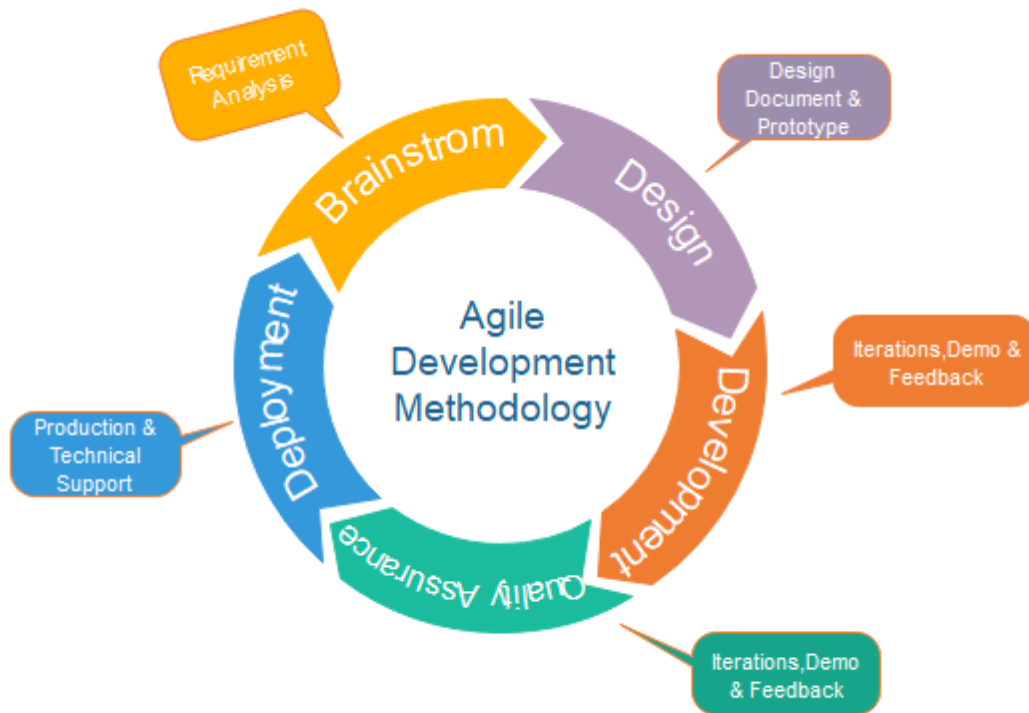 Requirement
Analysis
Brainstrom
Design
Document &
Prototype
Design
Iterations,Demo &
Feedback
Development
Agile
Development
Methodology
Deployment
Production &
Technical
Support
Quality Assurance
Iterations,Demo
& Feedback